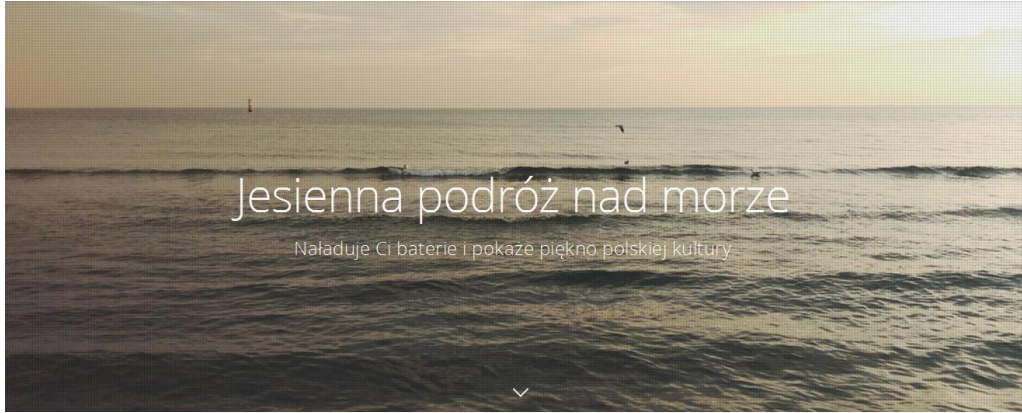 Jesienna podróż nad morze
Naładuje Ci baterie i pokaże piękno polskiej kultury